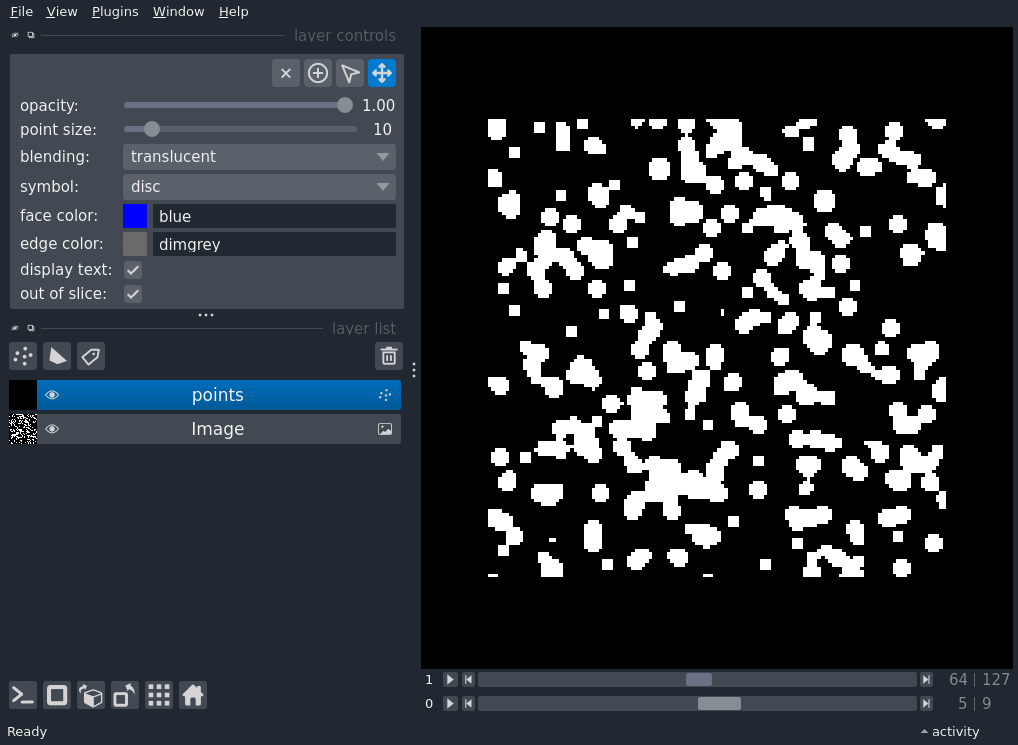 File View Plugins Window Help
layer controls
opacity: 1.00
point size: 10
blending: translucent
symbol: disc
face color: blue
edge color: dimgrey
display text:
out of slice:
layer list
points
Image
1 64 | 127
0 5 | 9
Ready activity